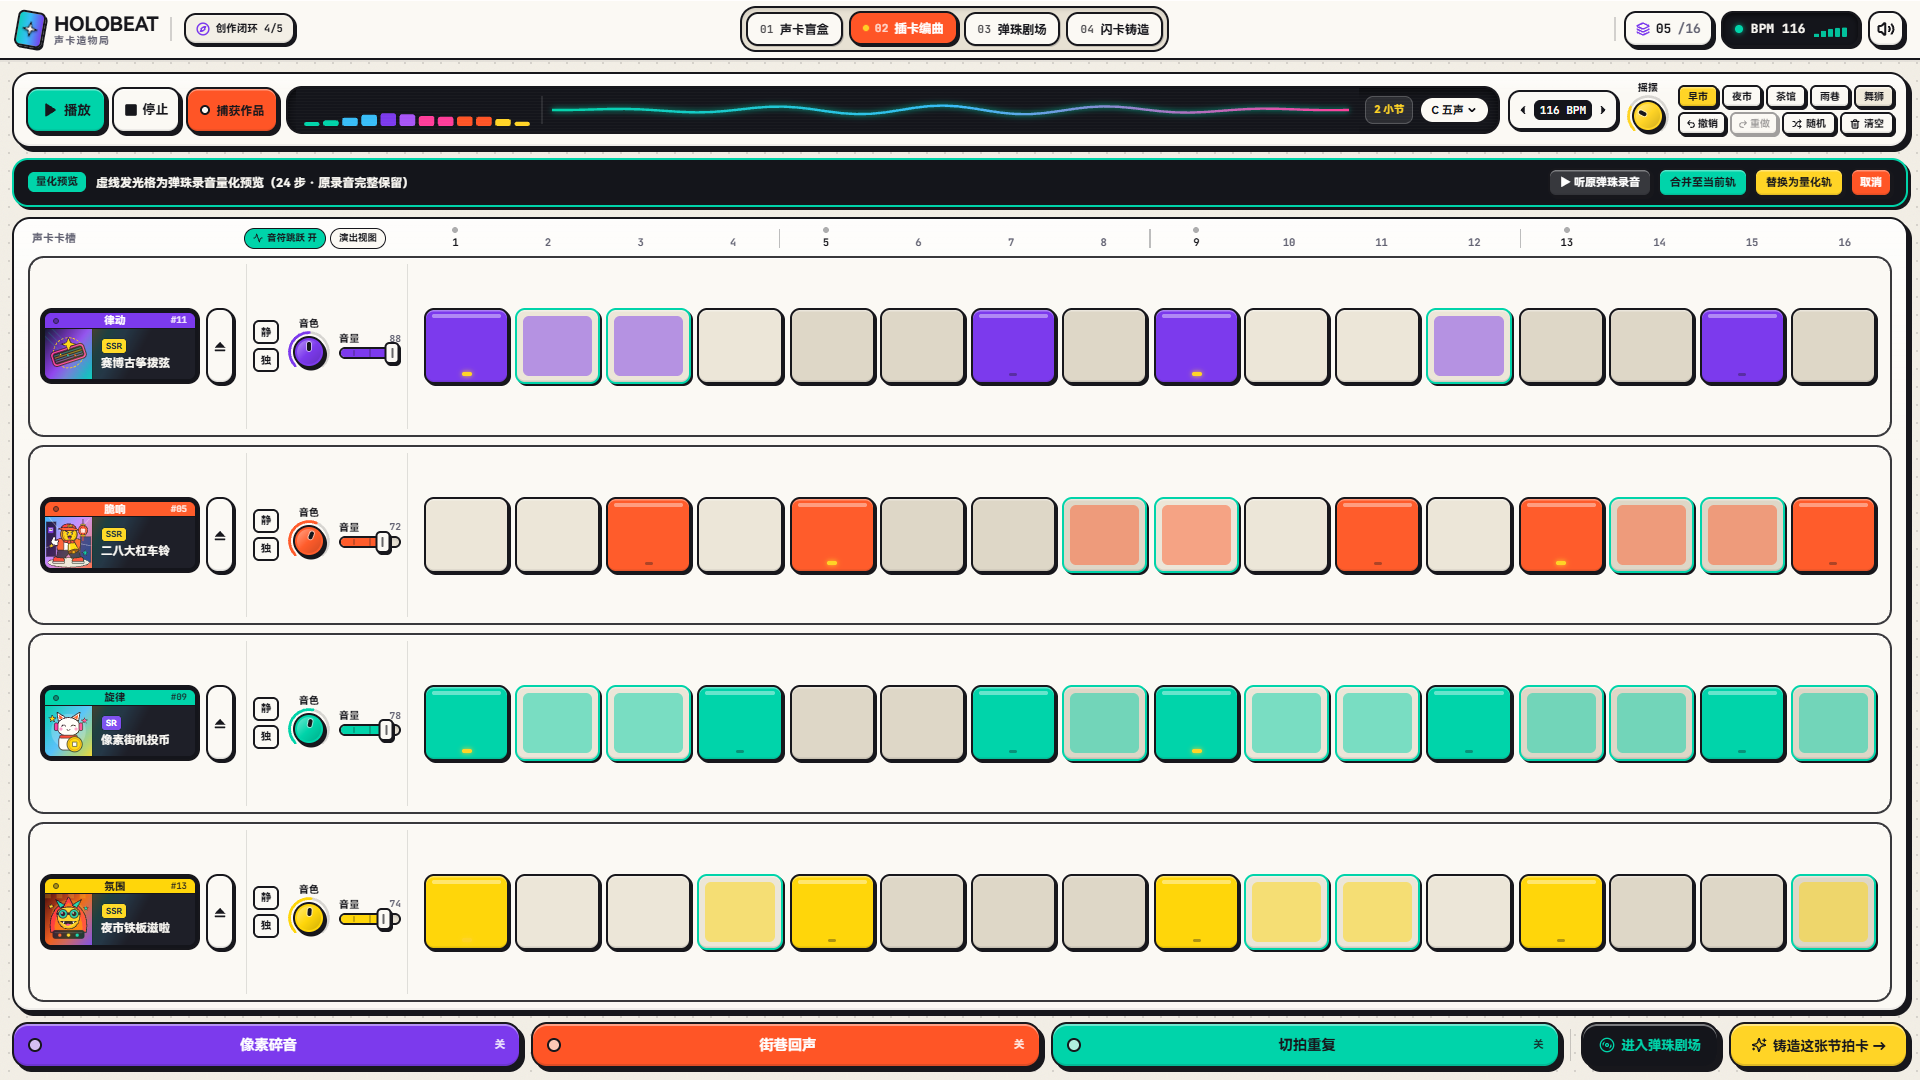 HOLOBEAT
声卡造物局
创作闭环 4/5
01 声卡盲盒
02 插卡编曲
03 弹珠剧场
04 闪卡铸造
05 /16
BPM 116
播放
停止
捕获作品
2 小节
C 五声
116 BPM
摇摆
早市
夜市
茶馆
雨巷
舞狮
撤销
重做
随机
清空
量化预览
虚线发光格为弹珠录音量化预览（24 步 · 原录音完整保留）
听原弹珠录音
合并至当前轨
替换为量化轨
取消
声卡卡槽
音符跳跃 开
演出视图
1 2 3 4 5 6 7 8 9 10 11 12 13 14 15 16
律动 #11
SSR
赛博古筝拨弦
静
独
音色
音量 88
脆响 #05
SSR
二八大杠车铃
静
独
音色
音量 72
旋律 #09
SR
像素街机投币
静
独
音色
音量 78
氛围 #13
SSR
夜市铁板滋啦
静
独
音色
音量 74
像素碎音 关
街巷回声 关
切拍重复 关
进入弹珠剧场
铸造这张节拍卡 →